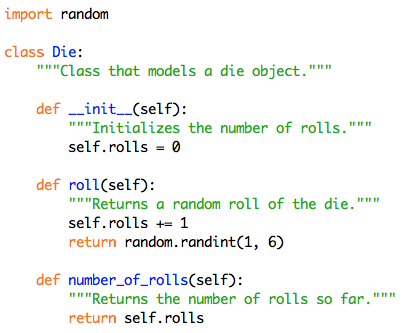 import random
class Die:
    """Class that models a die object."""
    def __init__(self):
        """Initializes the number of rolls."""
        self.rolls = 0
    def roll(self):
        """Returns a random roll of the die."""
        self.rolls += 1
        return random.randint(1, 6)
    def number_of_rolls(self):
        """Returns the number of rolls so far."""
        return self.rolls